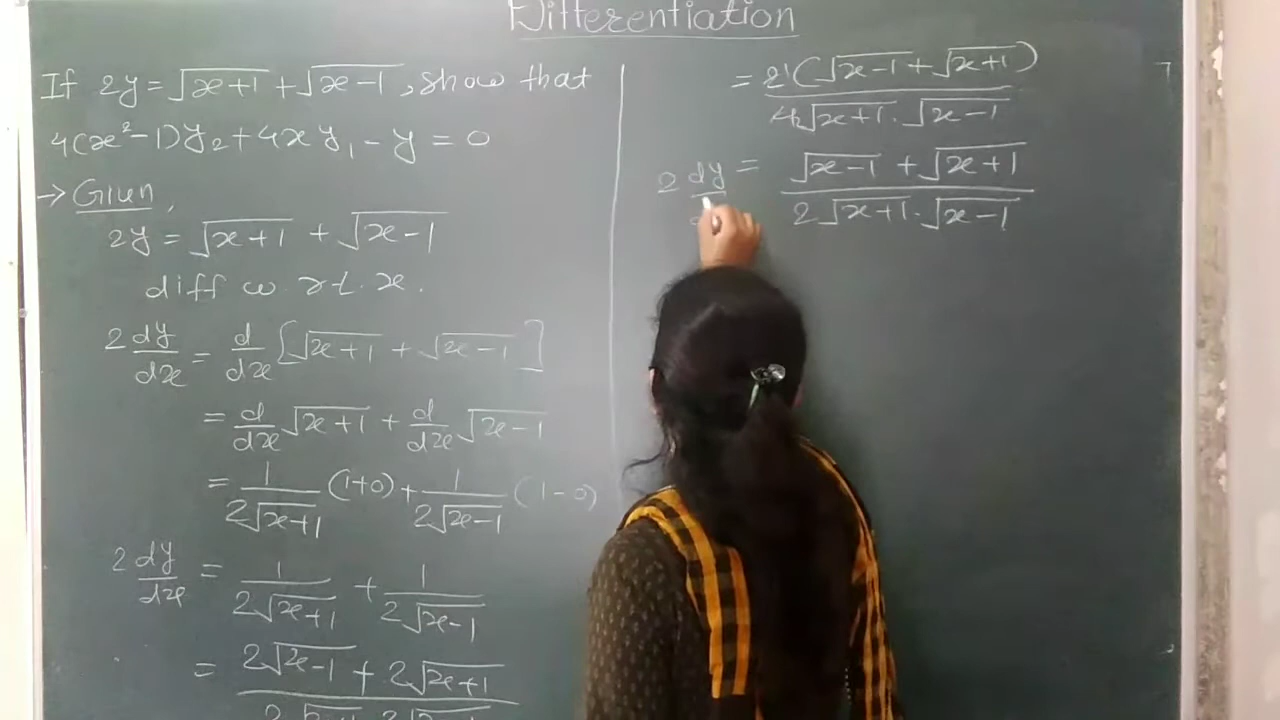 Differentiation
If 2y = √x+1 + √x-1, show that
4(x²-1)y₂ + 4xy₁ - y = 0
→ Given,
2y = √x+1 + √x-1
diff w.r.t. x.
2 dy/dx = d/dx [√x+1 + √x-1]
= d/dx √x+1 + d/dx √x-1
= 1/2√x+1 (1+0) + 1/2√x-1 (1-0)
2 dy/dx = 1/2√x+1 + 1/2√x-1
= 2√x-1 + 2√x+1
= 2(√x-1 + √x+1) / 4√x+1 . √x-1
2 dy = √x-1 + √x+1 / 2√x+1 . √x-1